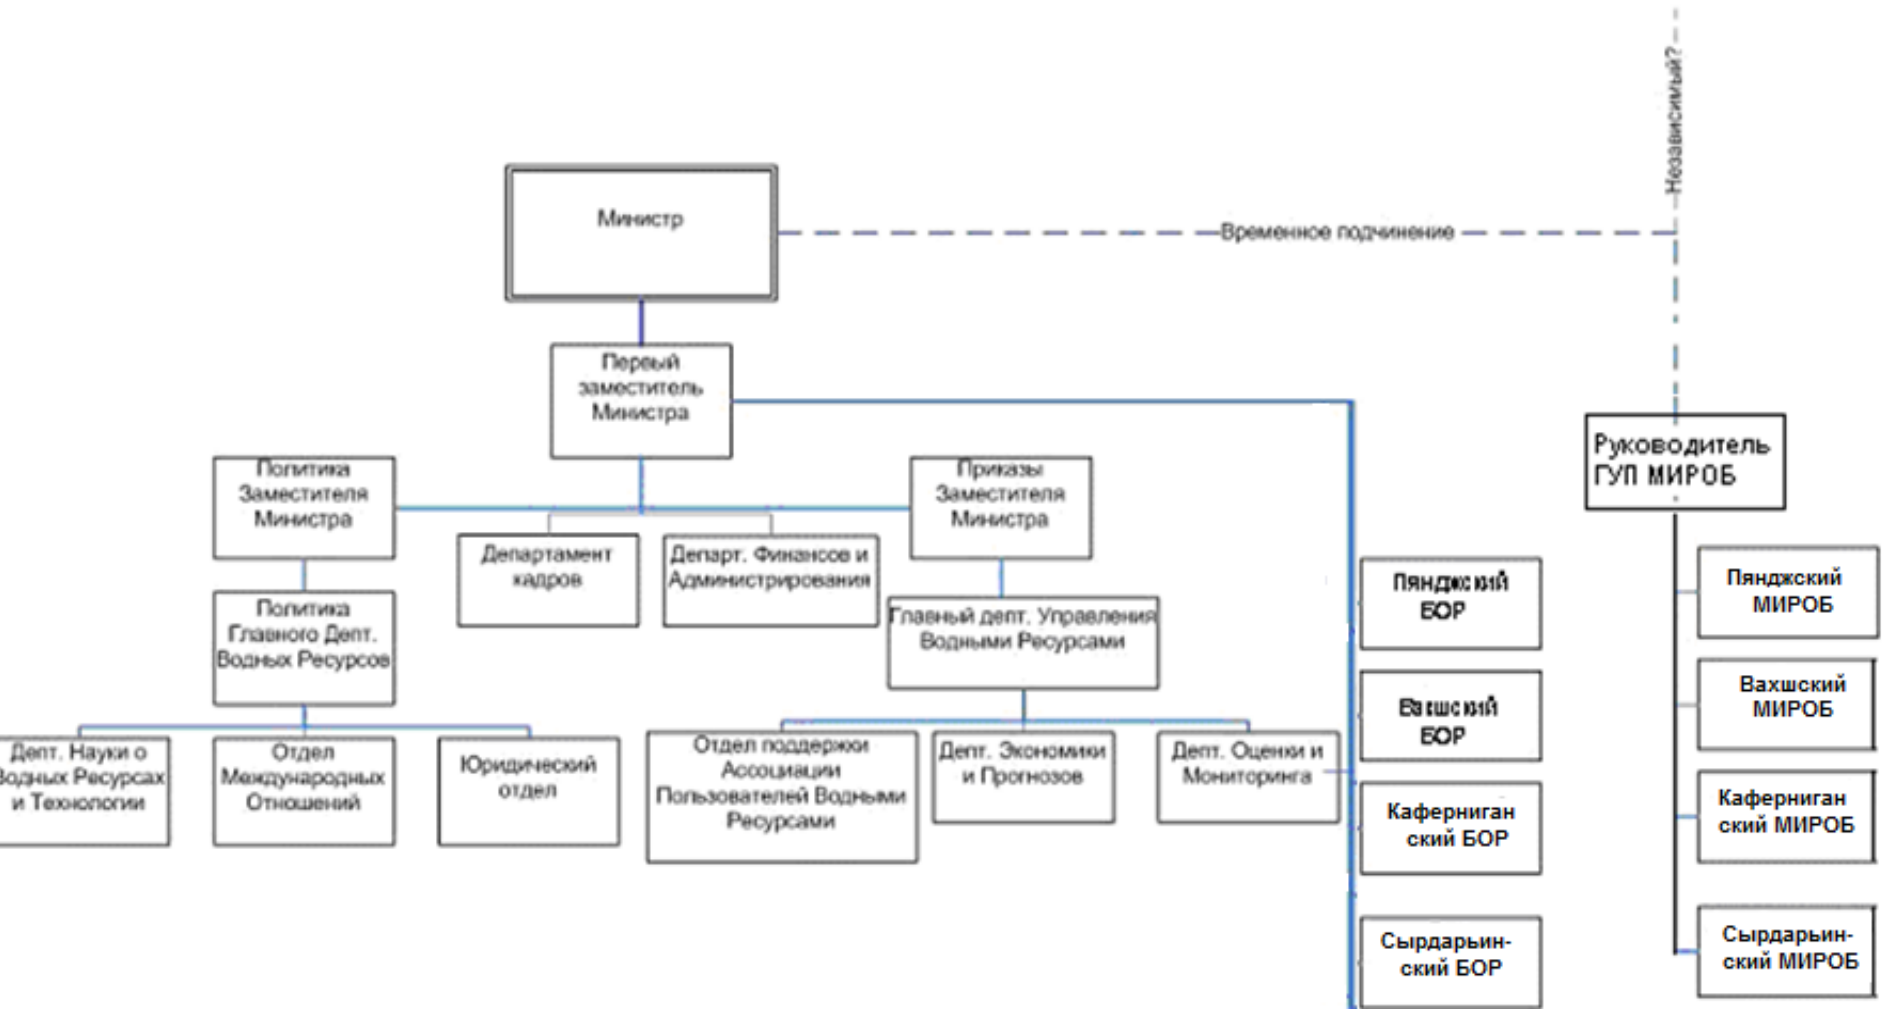 Независимый?
Министр
Временное подчинение
Первый
заместитель
Министра
Политика
Заместителя
Министра
Приказы
Заместителя
Министра
Руководитель
ГУП МИРОБ
Департамент
кадров
Департ. Финансов и
Администрирования
Политика
Главного Депт.
Водных Ресурсов
Главный депт. Управления
Водными Ресурсами
Депт. Науки о
Водных Ресурсах
и Технологии
Отдел
Международных
Отношений
Юридический
отдел
Отдел поддержки
Ассоциации
Пользователей Водными
Ресурсами
Депт. Экономики
и Прогнозов
Депт. Оценки и
Мониторинга
Пянджский
БОР
Вахшский
БОР
Каферниган
ский БОР
Сырдарьин-
ский БОР
Пянджский
МИРОБ
Вахшский
МИРОБ
Каферниган
ский МИРОБ
Сырдарьин-
ский МИРОБ